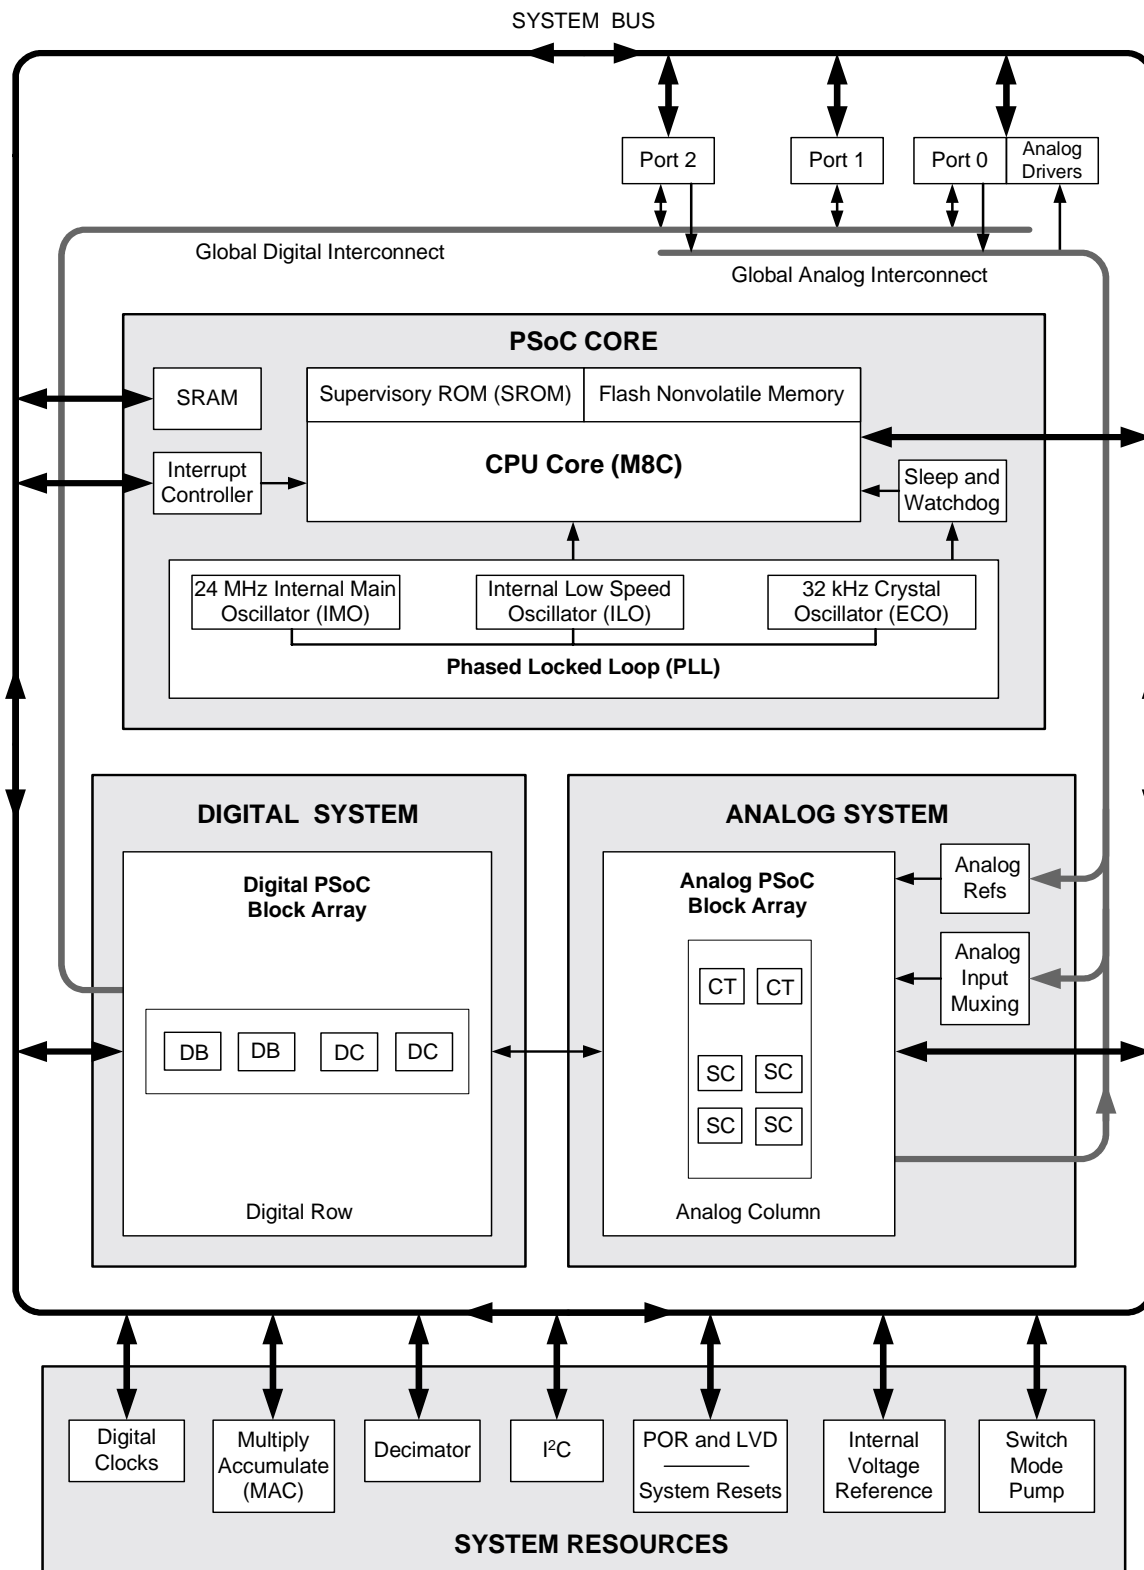 SYSTEM BUS
Port 2
Port 1
Port 0
Analog
Drivers
Global Digital Interconnect
Global Analog Interconnect
PSoC CORE
SRAM
Supervisory ROM (SROM)
Flash Nonvolatile Memory
CPU Core (M8C)
Interrupt
Controller
Sleep and
Watchdog
24 MHz Internal Main
Oscillator (IMO)
Internal Low Speed
Oscillator (ILO)
32 kHz Crystal
Oscillator (ECO)
Phased Locked Loop (PLL)
DIGITAL SYSTEM
Digital PSoC
Block Array
DB
DB
DC
DC
Digital Row
ANALOG SYSTEM
Analog PSoC
Block Array
CT
CT
SC
SC
SC
SC
Analog Column
Analog
Refs
Analog
Input
Muxing
Digital
Clocks
Multiply
Accumulate
(MAC)
Decimator
I²C
POR and LVD
System Resets
Internal
Voltage
Reference
Switch
Mode
Pump
SYSTEM RESOURCES